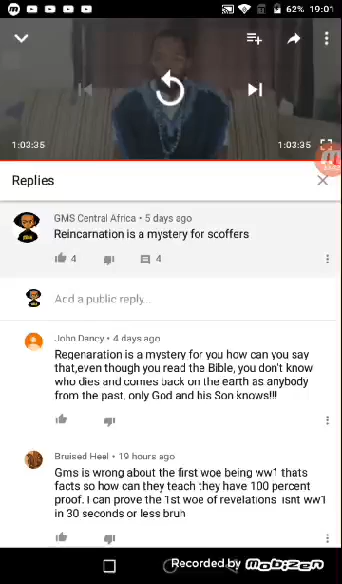 62% 19:01
1:03:35 1:03:35
Replies
GMS Central Africa • 5 days ago
Reincarnation is a mystery for scoffers
4 4
Add a public reply...
John Dancy • 4 days ago
Regenaration is a mystery for you how can you say
that,even though you read the Bible, you don't know
who dies and comes back on the earth as anybody
from the past, only God and his Son knows!!!
Bruised Heel • 19 hours ago
Gms is wrong about the first woe being ww1 thats
facts so how can they teach they have 100 percent
proof. I can prove the 1st woe of revelations isnt ww1
in 30 seconds or less bruh
Recorded by Mobizen